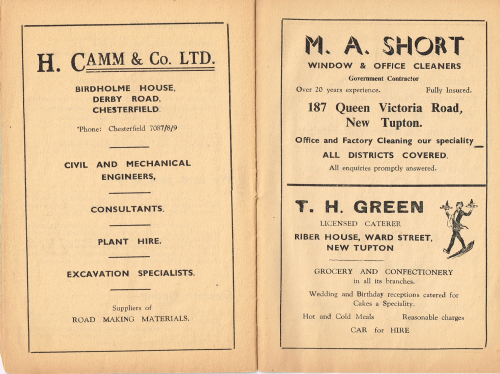 H. CAMM & Co. LTD.
BIRDHOLME HOUSE,
DERBY ROAD,
CHESTERFIELD
'Phone: Chesterfield 7087/8/9
CIVIL AND MECHANICAL
ENGINEERS,
CONSULTANTS.
PLANT HIRE.
EXCAVATION SPECIALISTS.
Suppliers of
ROAD MAKING MATERIALS.
M. A. SHORT
WINDOW & OFFICE CLEANERS
Government Contractor
Over 20 years experience. Fully Insured.
187 Queen Victoria Road,
New Tupton.
Office and Factory Cleaning our speciality
ALL DISTRICTS COVERED.
All enquiries promptly answered.
T. H. GREEN
LICENSED CATERER
RIBER HOUSE, WARD STREET,
NEW TUPTON
GROCERY AND CONFECTIONERY
in all its branches.
Wedding and Birthday receptions catered for
Cakes a Speciality.
Hot and Cold Meals Reasonable charges
CAR for HIRE